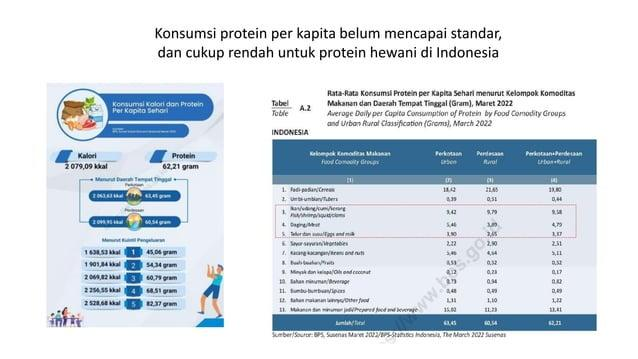 Konsumsi protein per kapita belum mencapai standar,
dan cukup rendah untuk protein hewani di Indonesia
Konsumsi Kalori dan Protein
Per Kapita Sehari
Kalori
2 079,09 kkal
Protein
62,21 gram
Menurut Daerah Tempat Tinggal
Perkotaan
2 063,63 kkal
63,45 gram
Perdesaan
2 099,95 kkal
60,54 gram
Menurut Kuintil Pengeluaran
1 638,53 kkal 1 45,06 gram
1 901,84 kkal 2 54,34 gram
2 069,82 kkal 3 60,79 gram
2 256,55 kkal 4 68,51 gram
2 528,68 kkal 5 82,37 gram
Tabel
Table
A.2
Rata-Rata Konsumsi Protein per Kapita Sehari menurut Kelompok Komoditas
Makanan dan Daerah Tempat Tinggal (Gram), Maret 2022
Average Daily per Capita Consumption of Protein by Food Comodity Groups
and Urban Rural Classification (Grams), March 2022
INDONESIA
Kelompok Komoditas Makanan Perkotaan Perdesaan Perkotaan+Perdesaan
Food Comodity Groups Urban Rural Urban+Rural
(1) (2) (3) (4)
1. Padi-padian/Cereals 18,42 21,65 19,80
2. Umbi-umbian/Tubers 0,39 0,51 0,44
3. Ikan/udang/cumi/kerang 9,42 9,79 9,58
Fish/shrimp/squid/clams
4. Daging/Meat 5,46 3,89 4,79
5. Telur dan susu/Eggs and milk 3,90 2,65 3,37
6. Sayur-sayuran/Vegetables 2,22 2,90 2,51
7. Kacang-kacangan/Beans and nuts 5,46 4,64 5,11
8. Buah-buahan/Fruits 0,53 0,52 0,52
9. Minyak dan kelapa/Oils and coconut 0,12 0,23 0,17
10. Bahan minuman/Beverage 0,73 0,94 0,82
11. Bumbu-bumbuan/Spices 0,48 0,49 0,49
12. Bahan makanan lainnya/Other food 1,31 1,10 1,22
13. Makanan dan minuman jadi/Prepared food and beverage 15,02 11,23 13,41
Jumlah/Total 63,45 60,54 62,21
Sumber/Source: BPS, Susenas Maret 2022/BPS-Statistics Indonesia, The March 2022 Susenas